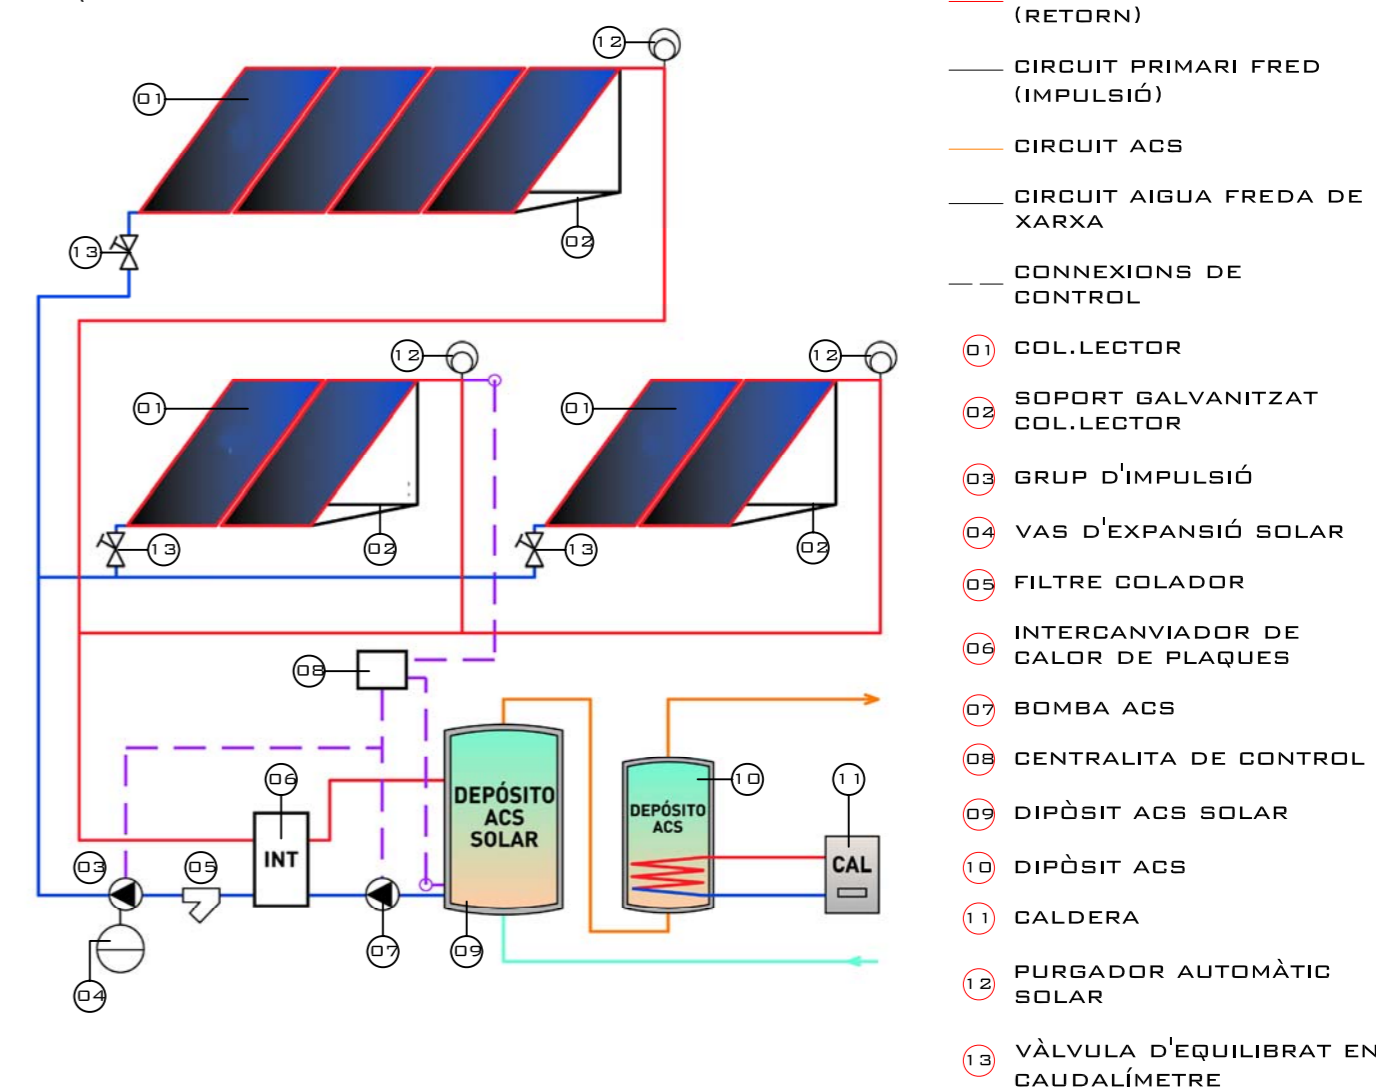 12
01
02
13
12
12
01
01
13
02
13
02
08
06
10
11
DEPÓSITO
ACS
SOLAR
DEPÓSITO
ACS
INT
CAL
03
05
07
09
04
(RETORN)
CIRCUIT PRIMARI FRED
(IMPULSIÓ)
CIRCUIT ACS
CIRCUIT AIGUA FREDA DE
XARXA
CONNEXIONS DE
CONTROL
01 COL.LECTOR
02 SOPORT GALVANITZAT
COL.LECTOR
03 GRUP D'IMPULSIÓ
04 VAS D'EXPANSIÓ SOLAR
05 FILTRE COLADOR
06 INTERCANVIADOR DE
CALOR DE PLAQUES
07 BOMBA ACS
08 CENTRALITA DE CONTROL
09 DIPÒSIT ACS SOLAR
10 DIPÒSIT ACS
11 CALDERA
12 PURGADOR AUTOMÀTIC
SOLAR
13 VÀLVULA D'EQUILIBRAT EN
CAUDALÍMETRE